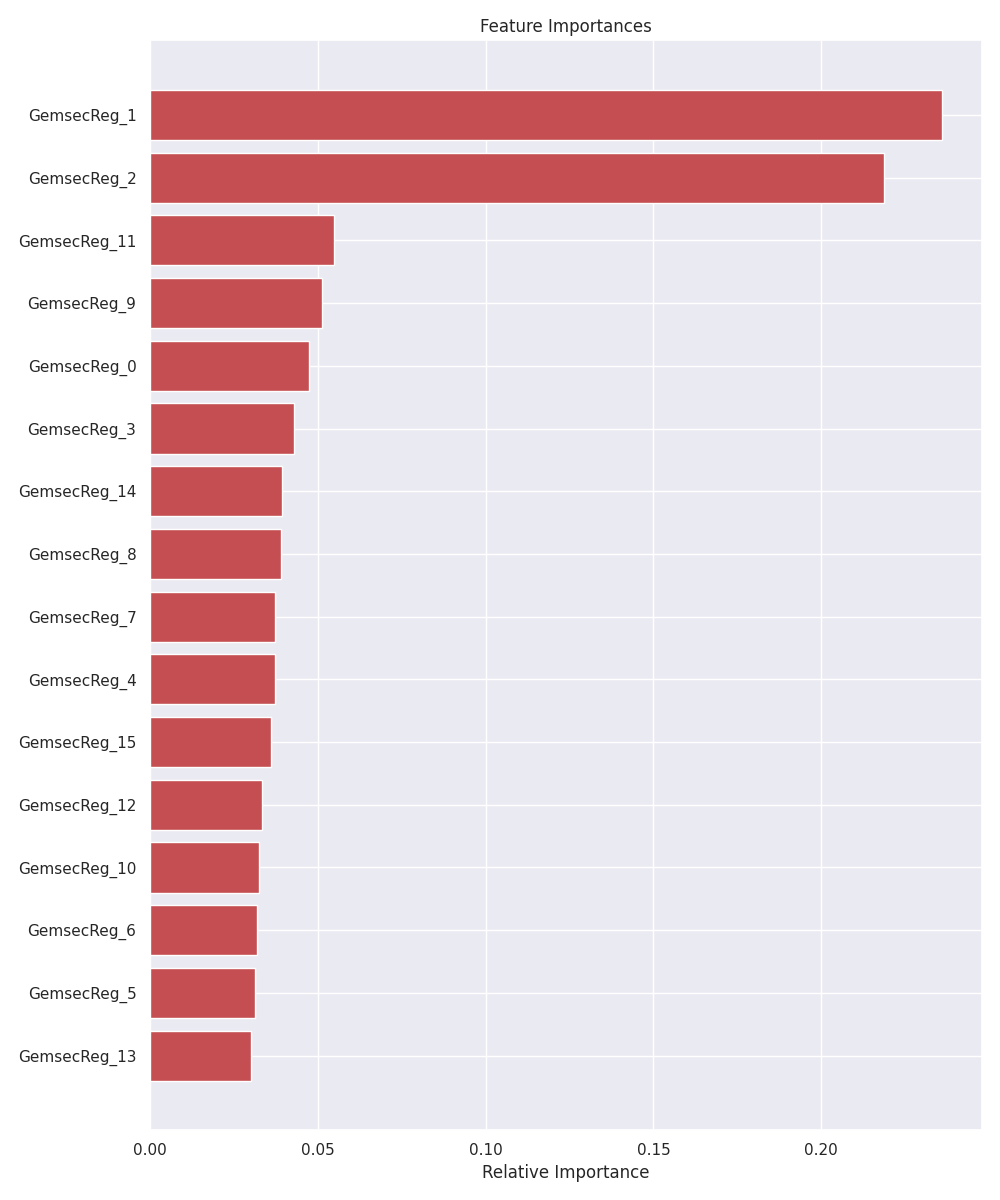 Feature Importances
GemsecReg_1
GemsecReg_2
GemsecReg_11
GemsecReg_9
GemsecReg_0
GemsecReg_3
GemsecReg_14
GemsecReg_8
GemsecReg_7
GemsecReg_4
GemsecReg_15
GemsecReg_12
GemsecReg_10
GemsecReg_6
GemsecReg_5
GemsecReg_13
0.00 0.05 0.10 0.15 0.20
Relative Importance